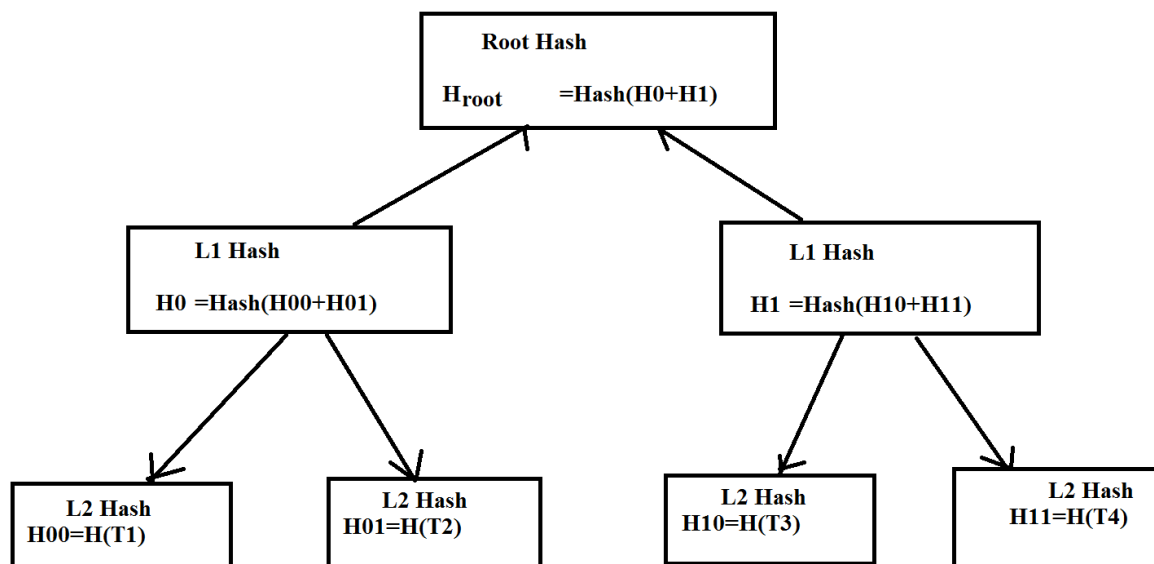 Root Hash
Hroot =Hash(H0+H1)
L1 Hash
H0 =Hash(H00+H01)
L1 Hash
H1 =Hash(H10+H11)
L2 Hash
H00=H(T1)
L2 Hash
H01=H(T2)
L2 Hash
H10=H(T3)
L2 Hash
H11=H(T4)